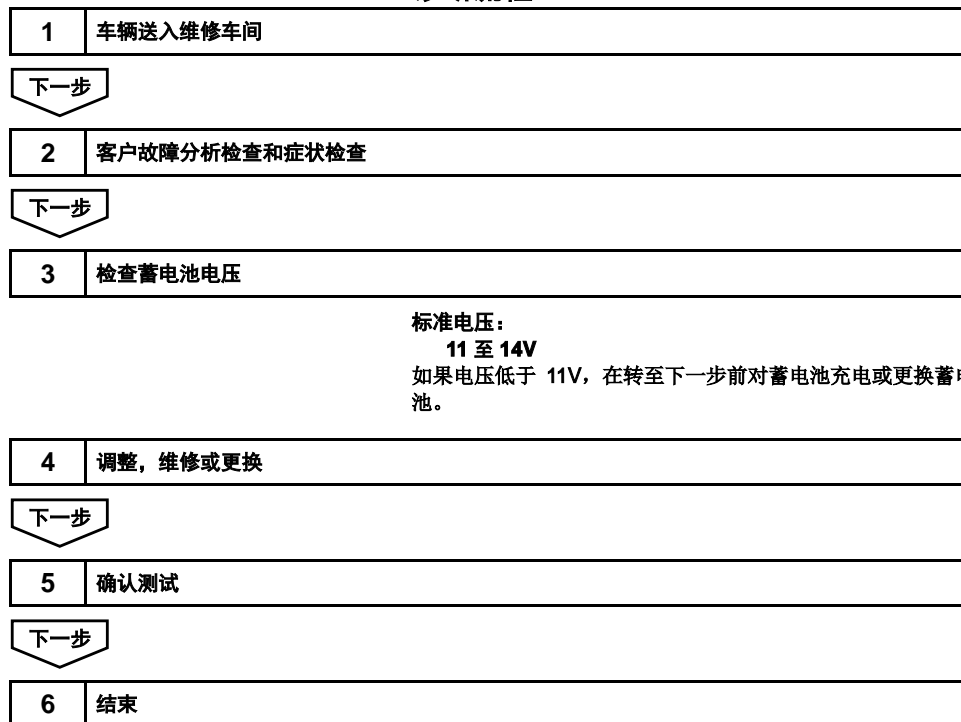 1 车辆送入维修车间
下一步
2 客户故障分析检查和症状检查
下一步
3 检查蓄电池电压
标准电压：
11 至 14V
如果电压低于 11V，在转至下一步前对蓄电池充电或更换蓄
池。
4 调整，维修或更换
下一步
5 确认测试
下一步
6 结束